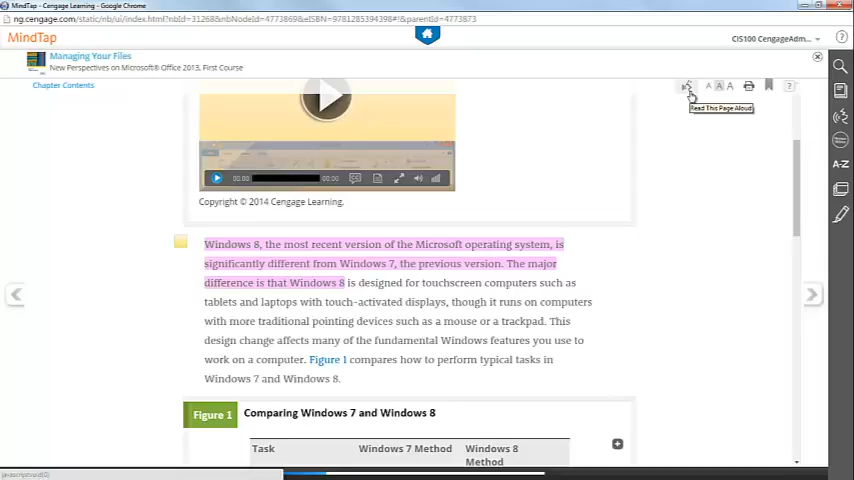 MindTap - Cengage Learning - Google Chrome
ng.cengage.com/static/nb/ui/index.html?nbId=31268&nbNodeId=4773869&eISBN=9781285394398#!&parentId=4773873
MindTap
CIS100 CengageAdm...
Managing Your Files
New Perspectives on Microsoft® Office 2013, First Course
Chapter Contents
A A A
?
Read This Page Aloud
A-Z
00:00 00:00
Copyright © 2014 Cengage Learning.
Windows 8, the most recent version of the Microsoft operating system, is
significantly different from Windows 7, the previous version. The major
difference is that Windows 8 is designed for touchscreen computers such as
tablets and laptops with touch-activated displays, though it runs on computers
with more traditional pointing devices such as a mouse or a trackpad. This
design change affects many of the fundamental Windows features you use to
work on a computer. Figure 1 compares how to perform typical tasks in
Windows 7 and Windows 8.
Figure 1 Comparing Windows 7 and Windows 8
Task Windows 7 Method Windows 8
Method
javascript:void(0)